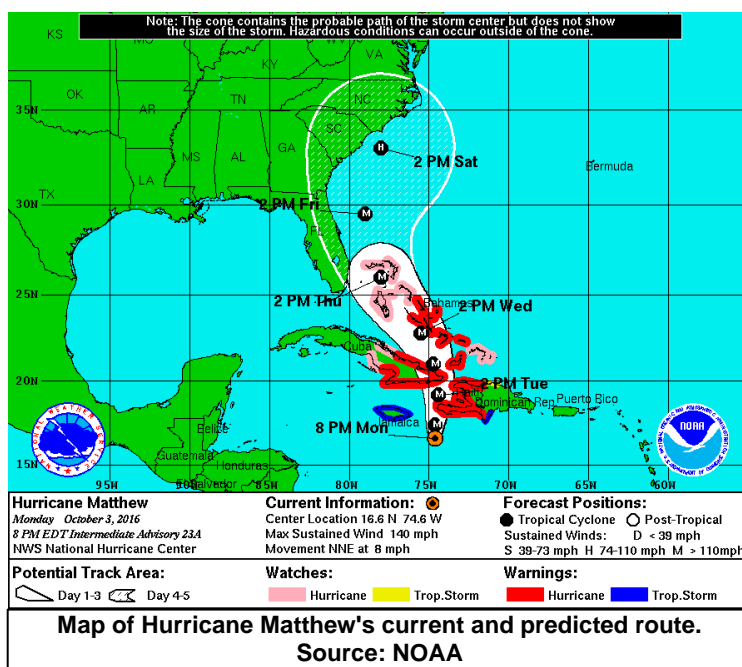 Note: The cone contains the probable path of the storm center but does not show
the size of the storm. Hazardous conditions can occur outside of the cone.
KS
MO
KY
VA
35N
OK
AR
TN
NC
SC
MS
AL
GA
2 PM Sat
Bermuda
LA
TX
30N
2 PM Fri
FL
25N
2 PM Thu
Bahamas
2 PM Wed
Cuba
20N
2 PM Tue
Dominican Rep.
Puerto Rico
Jamaica
8 PM Mon
NATIONAL WEATHER SERVICE
Belize
NOAA
15N
Guatemala
Honduras
El Salvador
95W
90W
85W
80W
75W
70W
65W
60W
H
M
M
M
M
M
M
Hurricane Matthew
Monday October 3, 2016
8 PM EDT Intermediate Advisory 23A
NWS National Hurricane Center
Current Information:
Center Location 16.6 N 74.6 W
Max Sustained Wind 140 mph
Movement NNE at 8 mph
Forecast Positions:
Tropical Cyclone Post-Tropical
Sustained Winds: D < 39 mph
S 39-73 mph H 74-110 mph M > 110mph
Potential Track Area:
Day 1-3 Day 4-5
Watches:
Hurricane Trop.Storm
Warnings:
Hurricane Trop.Storm
Map of Hurricane Matthew's current and predicted route.
Source: NOAA